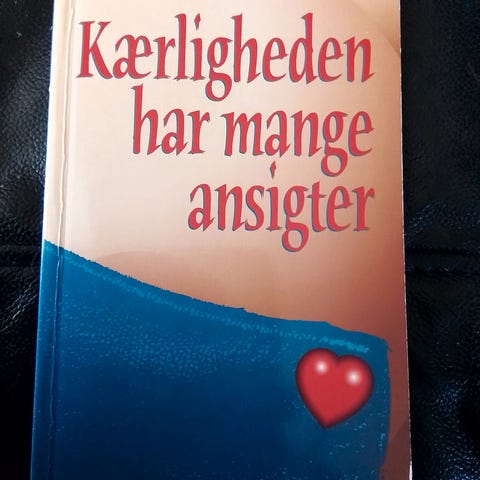 Kærligheden
har mange
ansigter